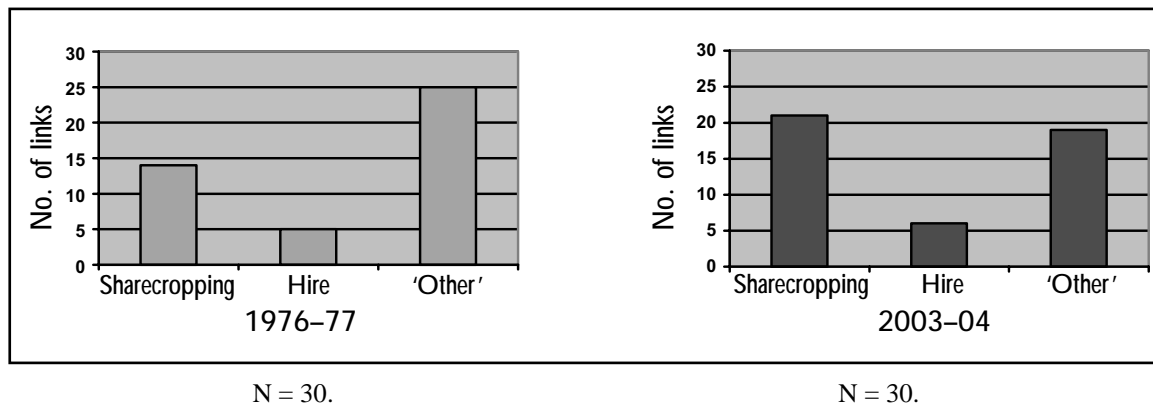 No. of links
30
25
20
15
10
5
0
Sharecropping Hire ‘Other’
1976–77
N = 30.
No. of links
30
25
20
15
10
5
0
Sharecropping Hire ‘Other’
2003–04
N = 30.